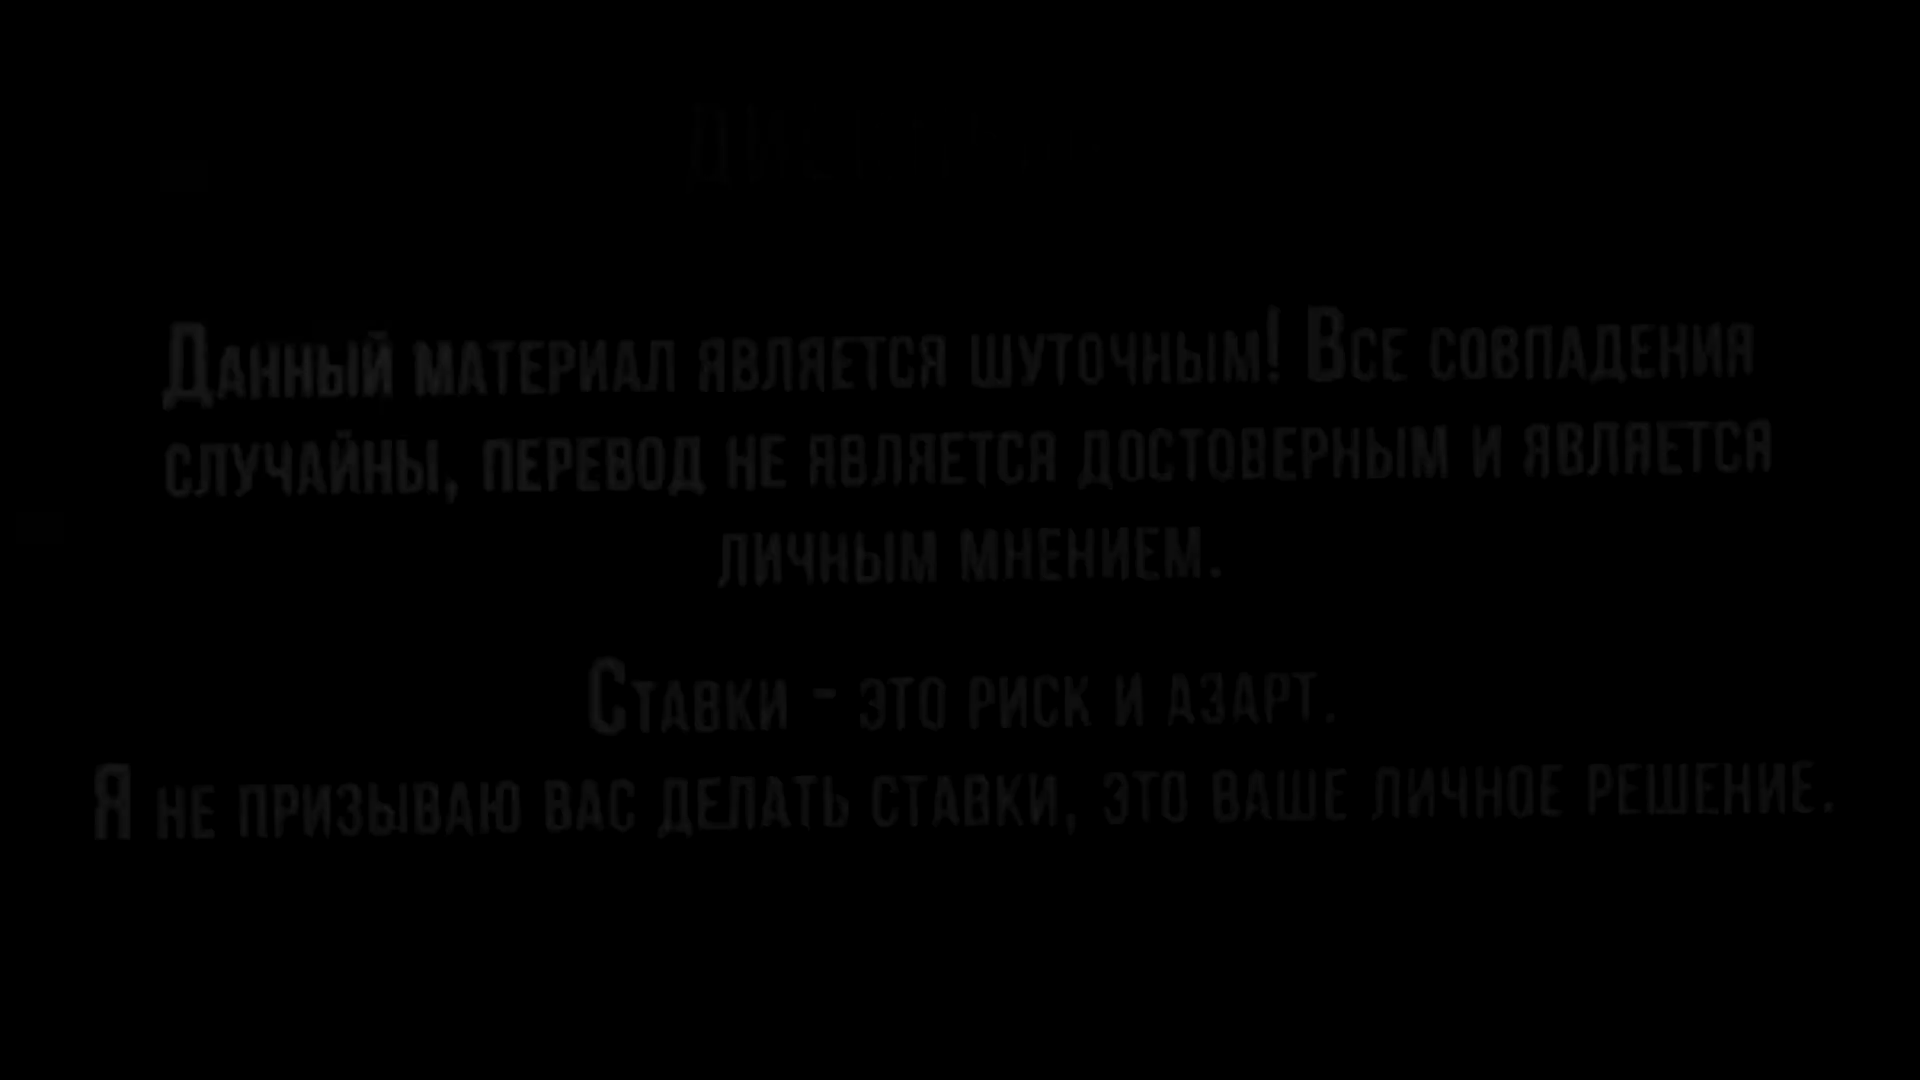 Данный материал является шуточным! Все совпадения
случайны, перевод не является достоверным и является
личным мнением.
Ставки - это риск и азарт.
Я не призываю вас делать ставки, это ваше личное решение.